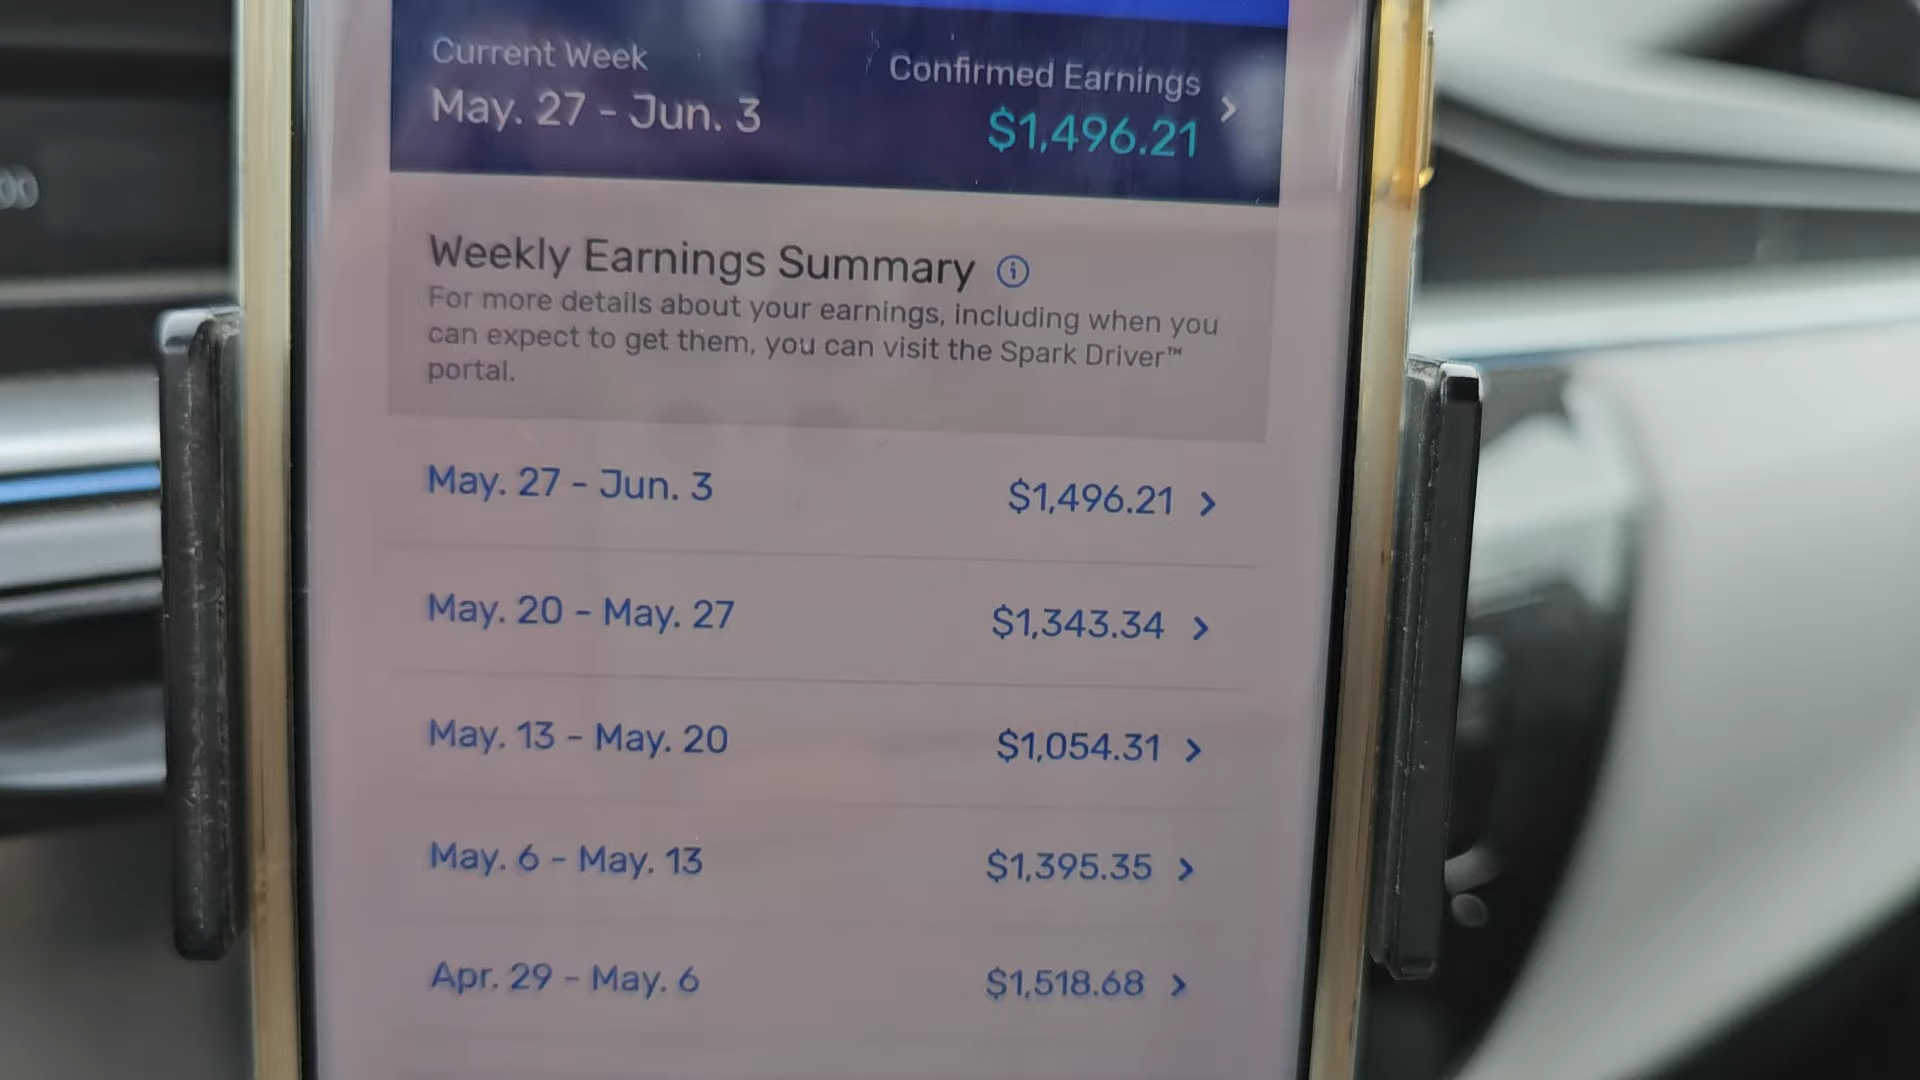 Current Week
Confirmed Earnings
May. 27 - Jun. 3
$1,496.21
Weekly Earnings Summary
For more details about your earnings, including when you
can expect to get them, you can visit the Spark Driver™
portal.
May. 27 - Jun. 3 $1,496.21
May. 20 - May. 27 $1,343.34
May. 13 - May. 20 $1,054.31
May. 6 - May. 13 $1,395.35
Apr. 29 - May. 6 $1,518.68